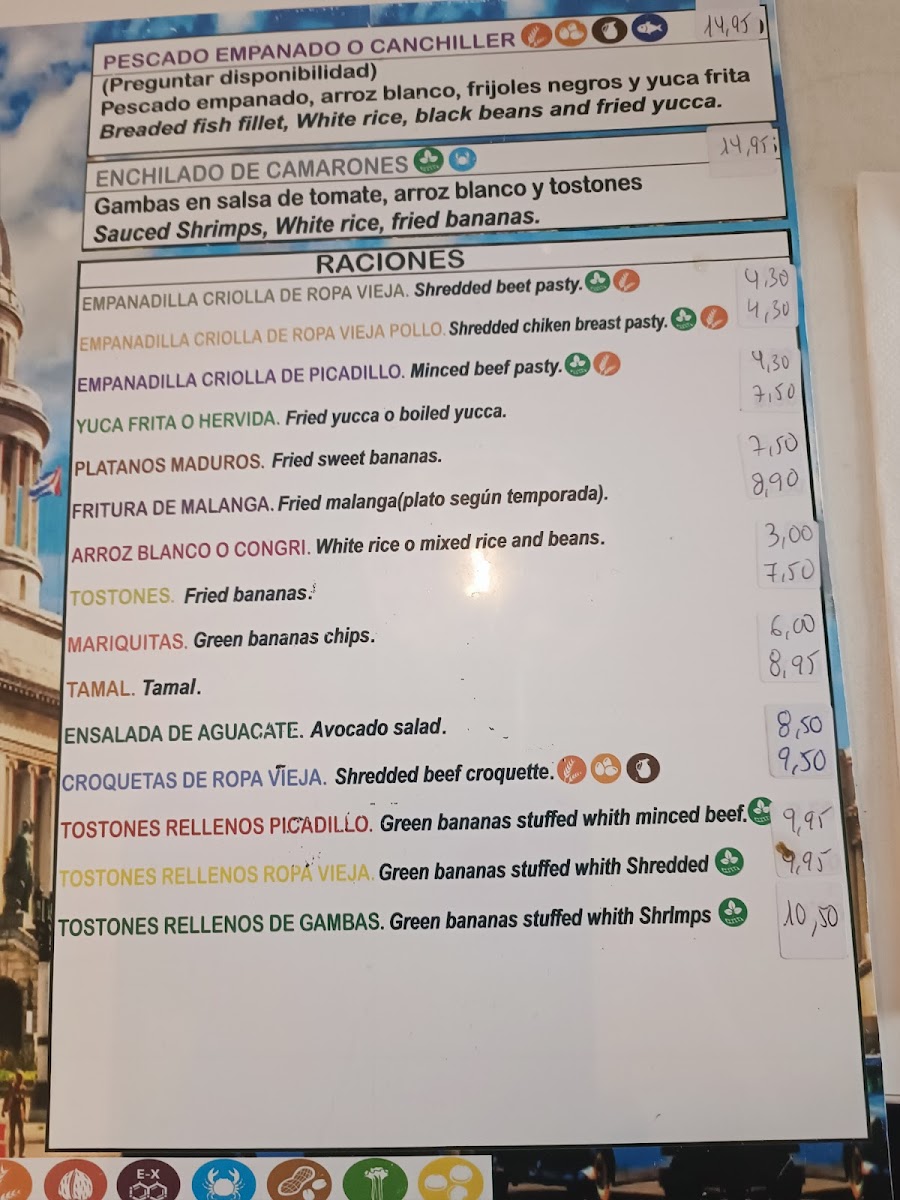 PESCADO EMPANADO O CANCHILLER 14,95
(Preguntar disponibilidad)
Pescado empanado, arroz blanco, frijoles negros y yuca frita
Breaded fish fillet, White rice, black beans and fried yucca.
ENCHILADO DE CAMARONES 14,95
Gambas en salsa de tomate, arroz blanco y tostones
Sauced Shrimps, White rice, fried bananas.
RACIONES
EMPANADILLA CRIOLLA DE ROPA VIEJA. Shredded beet pasty. 4,30
EMPANADILLA CRIOLLA DE ROPA VIEJA POLLO. Shredded chiken breast pasty. 4,30
EMPANADILLA CRIOLLA DE PICADILLO. Minced beef pasty. 4,30
YUCA FRITA O HERVIDA. Fried yucca o boiled yucca. 7,50
PLATANOS MADUROS. Fried sweet bananas. 7,50
FRITURA DE MALANGA. Fried malanga(plato según temporada). 8,90
ARROZ BLANCO O CONGRI. White rice o mixed rice and beans. 3,00
TOSTONES. Fried bananas. 7,50
MARIQUITAS. Green bananas chips. 6,00
TAMAL. Tamal. 8,95
ENSALADA DE AGUACATE. Avocado salad. 8,50
CROQUETAS DE ROPA VIEJA. Shredded beef croquette. 9,50
TOSTONES RELLENOS PICADILLO. Green bananas stuffed whith minced beef. 9,95
TOSTONES RELLENOS ROPA VIEJA. Green bananas stuffed whith Shredded 9,95
TOSTONES RELLENOS DE GAMBAS. Green bananas stuffed whith ShrImps 10,50
E-X